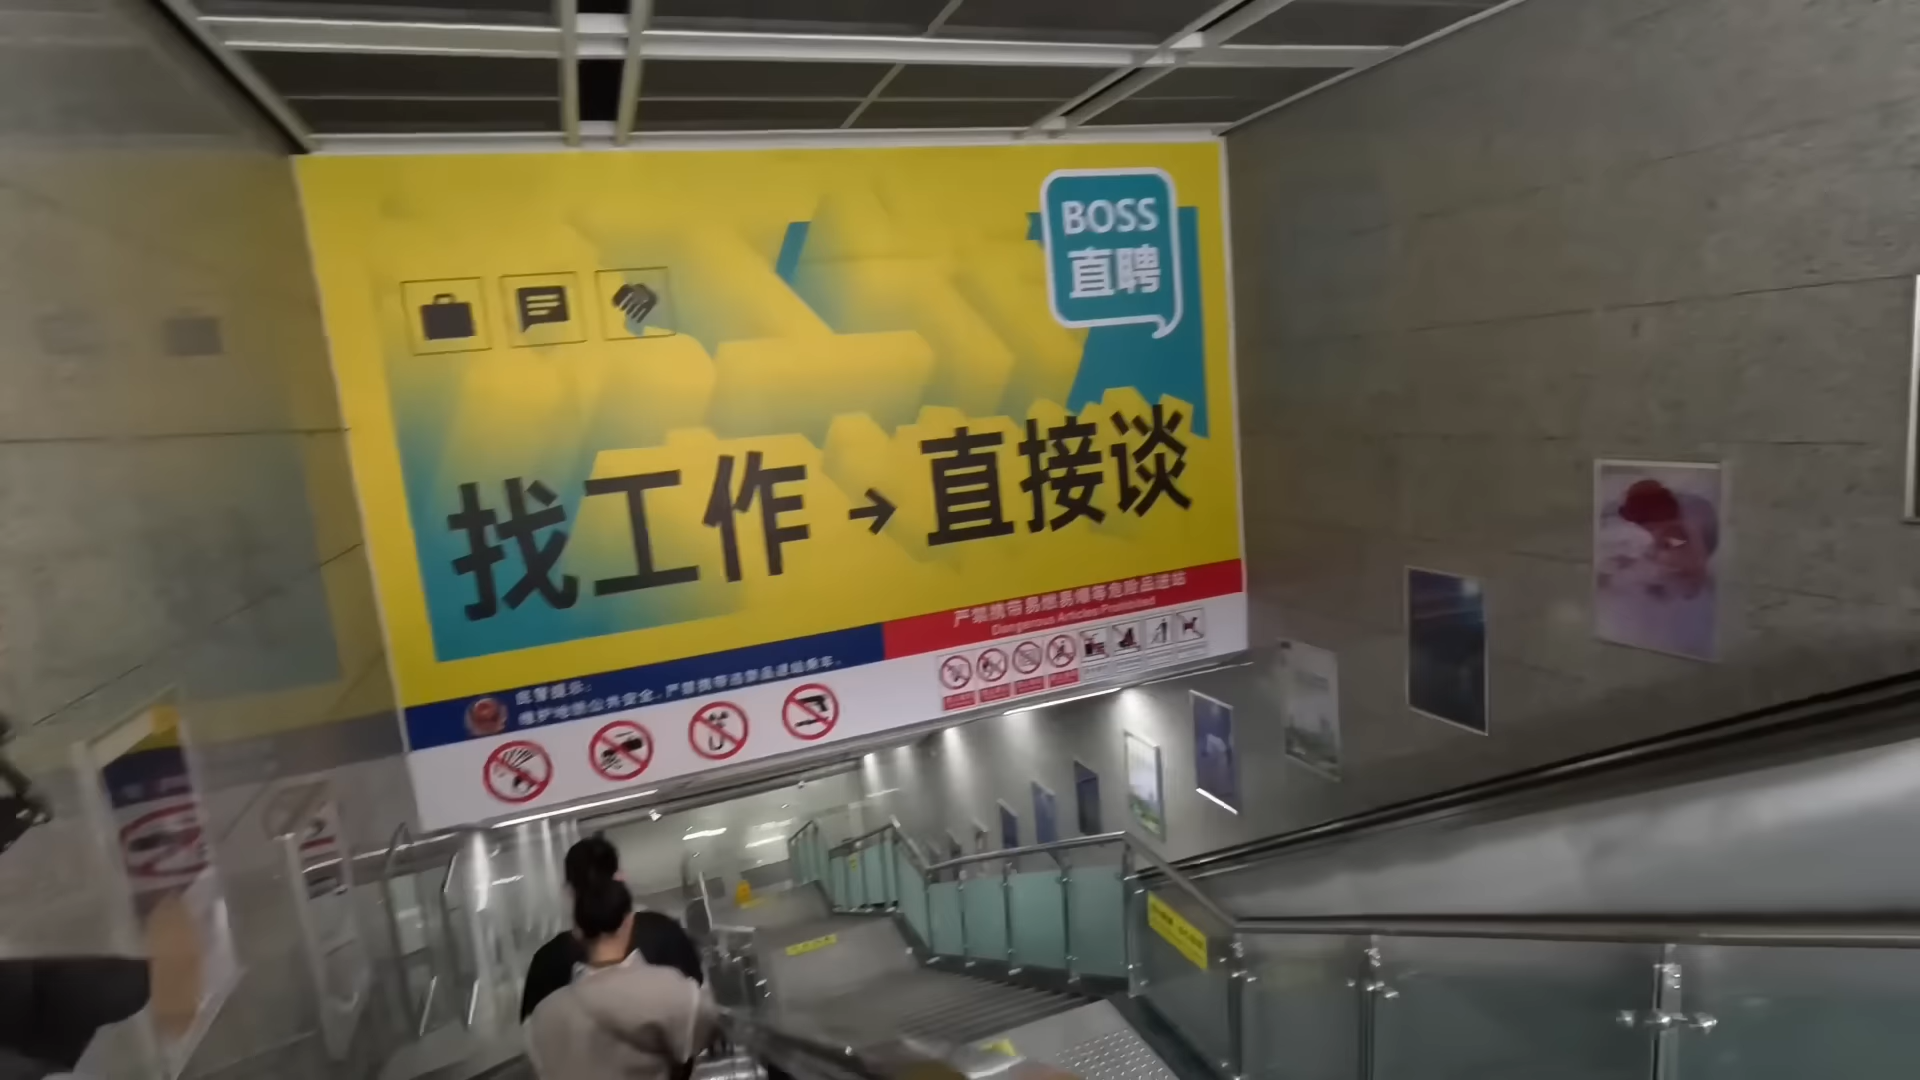 BOSS
直聘
找工作→直接谈
严禁携带易燃易爆等危险品进站
Dangerous Articles Prohibited
温馨提示：
维护地铁公共安全，严禁携带违禁品进站乘车。